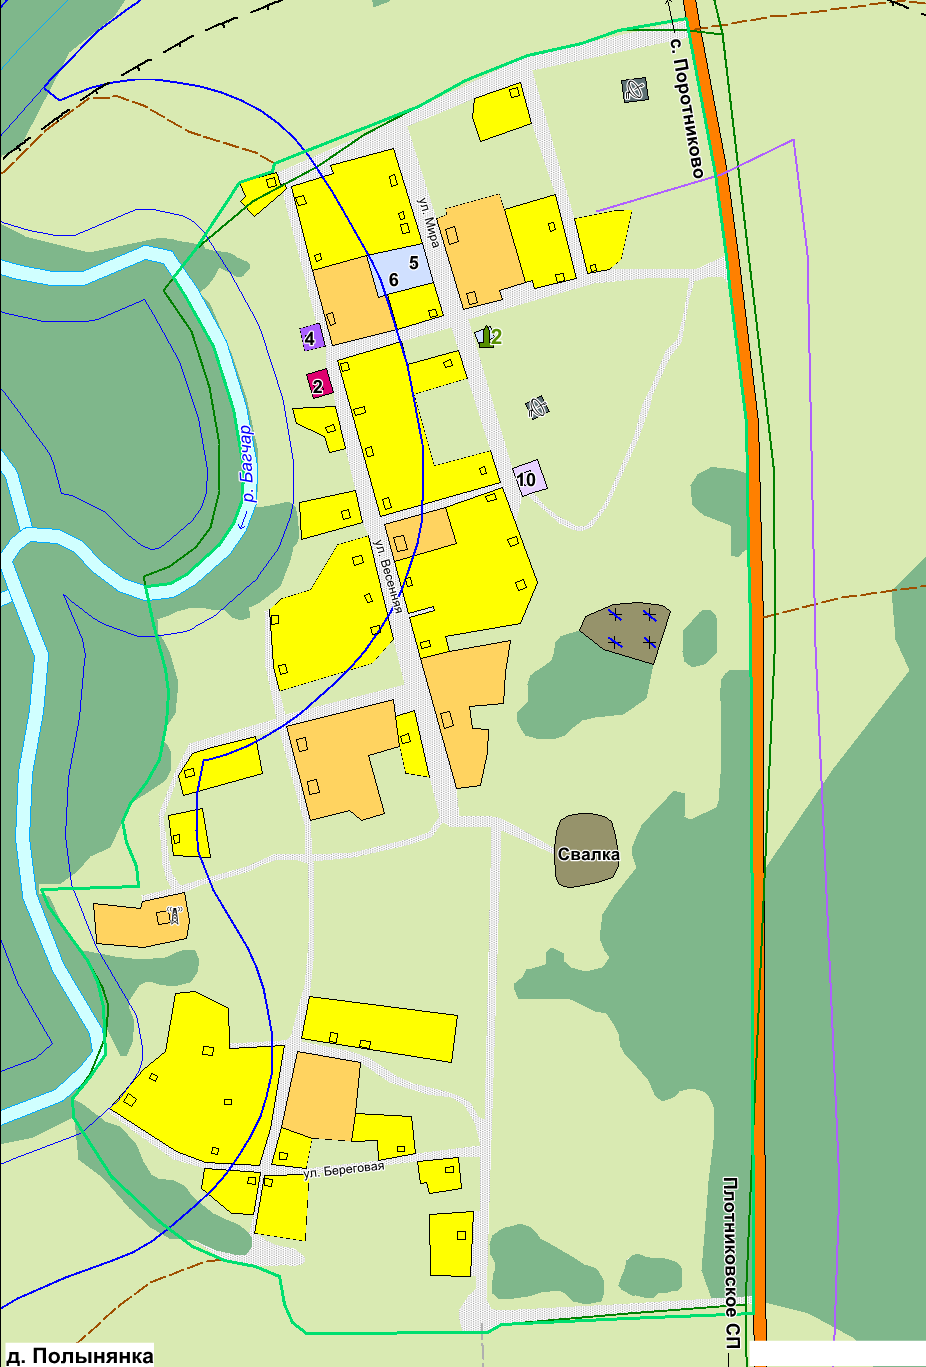 с. Поротниково
ул. Мира
5
6
4
2
2
р. Багчар
10
ул. Весенняя
Свалка
ул. Береговая
Плотниковское СП
д. Полынянка